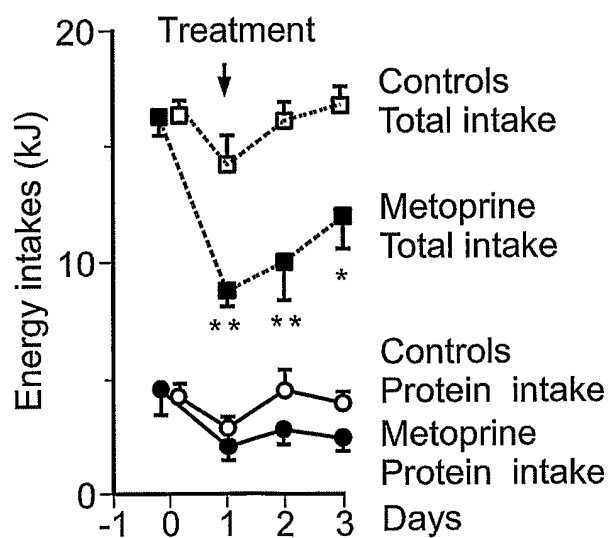 20
Treatment
Controls
Total intake
Metoprine
Total intake
10
*
** **
Energy intakes (kJ)
Controls
Protein intake
Metoprine
Protein intake
0
-1 0 1 2 3 Days